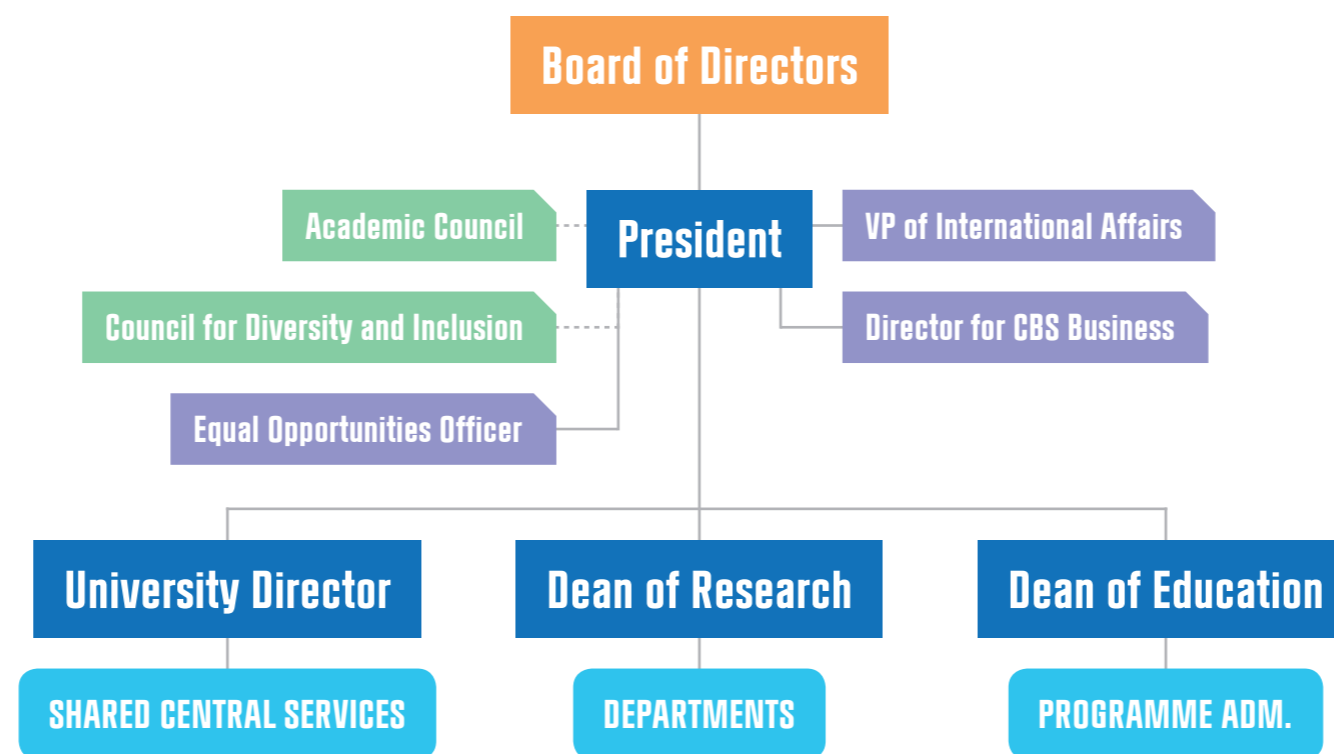 Board of Directors
Academic Council
President
VP of International Affairs
Council for Diversity and Inclusion
Director for CBS Business
Equal Opportunities Officer
University Director
Dean of Research
Dean of Education
SHARED CENTRAL SERVICES
DEPARTMENTS
PROGRAMME ADM.